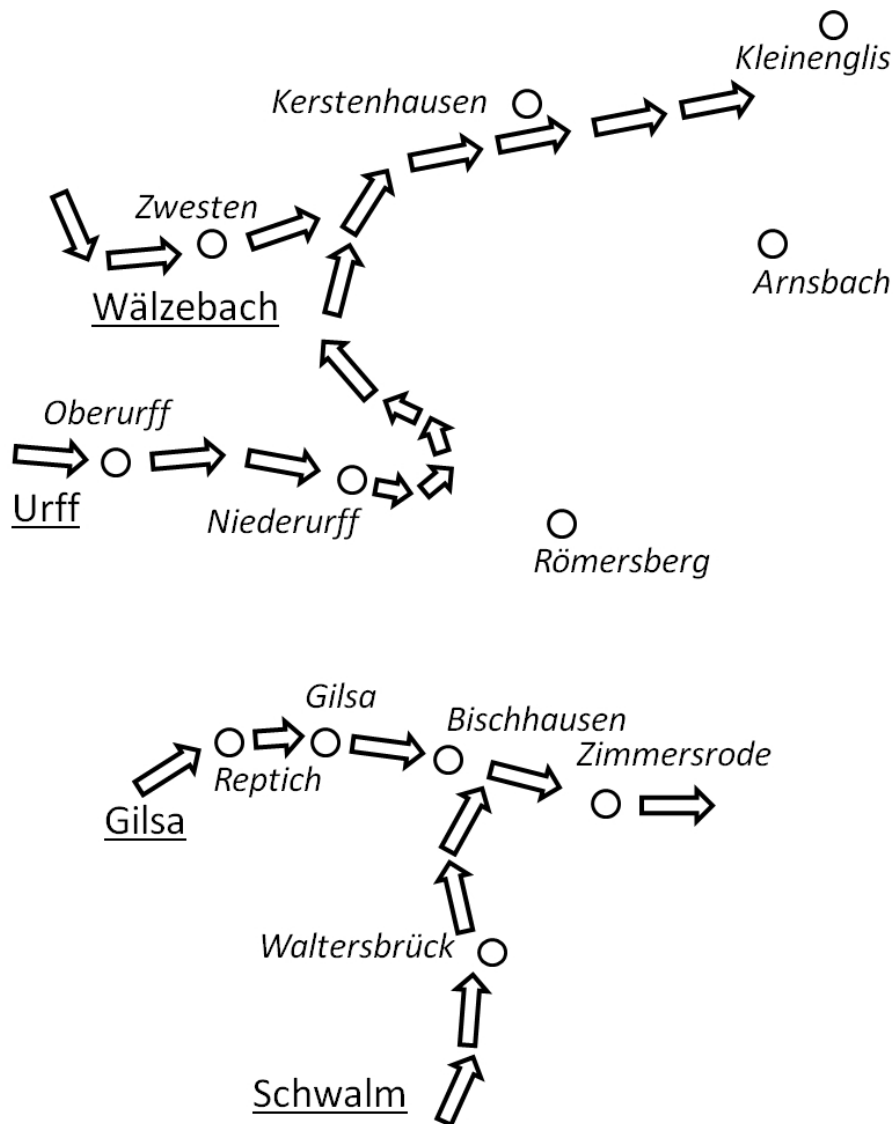 Kleinenglis
Kerstenhausen
Zwesten
Arnsbach
Wälzebach
Oberurff
Urff
Niederurff
Römersberg
Gilsa
Bischhausen
Zimmersrode
Reptich
Gilsa
Waltersbrück
Schwalm